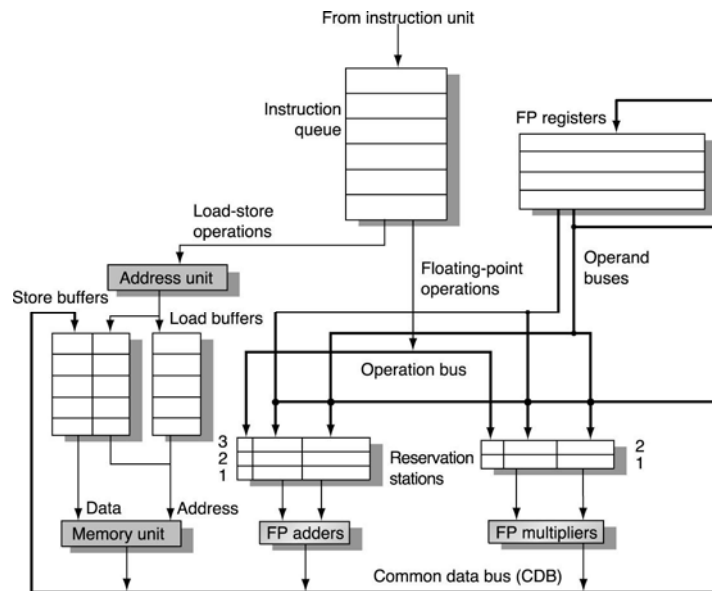 From instruction unit
Instruction
queue
FP registers
Load-store
operations
Address unit
Floating-point
operations
Operand
buses
Store buffers
Load buffers
Operation bus
3
2
1
Reservation
stations
2
1
Data
Address
Memory unit
FP adders
FP multipliers
Common data bus (CDB)